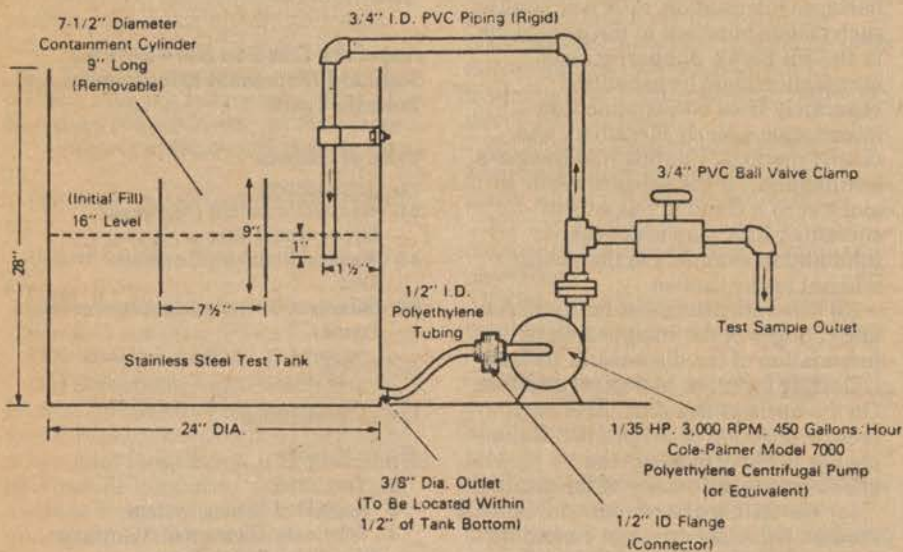 3/4" I.D. PVC Piping (Rigid)
7-1/2" Diameter
Containment Cylinder
9" Long
(Removable)
3/4" PVC Ball Valve Clamp
(Initial Fill)
16" Level
28"
9"
1"
1½"
7½"
1/2" I.D.
Polyethylene
Tubing
Test Sample Outlet
Stainless Steel Test Tank
24" DIA.
1/35 HP. 3,000 RPM. 450 Gallons/Hour
Cole-Palmer Model 7000
Polyethylene Centrifugal Pump
(or Equivalent)
3/8" Dia. Outlet
(To Be Located Within
1/2" of Tank Bottom)
1/2" ID Flange
(Connector)